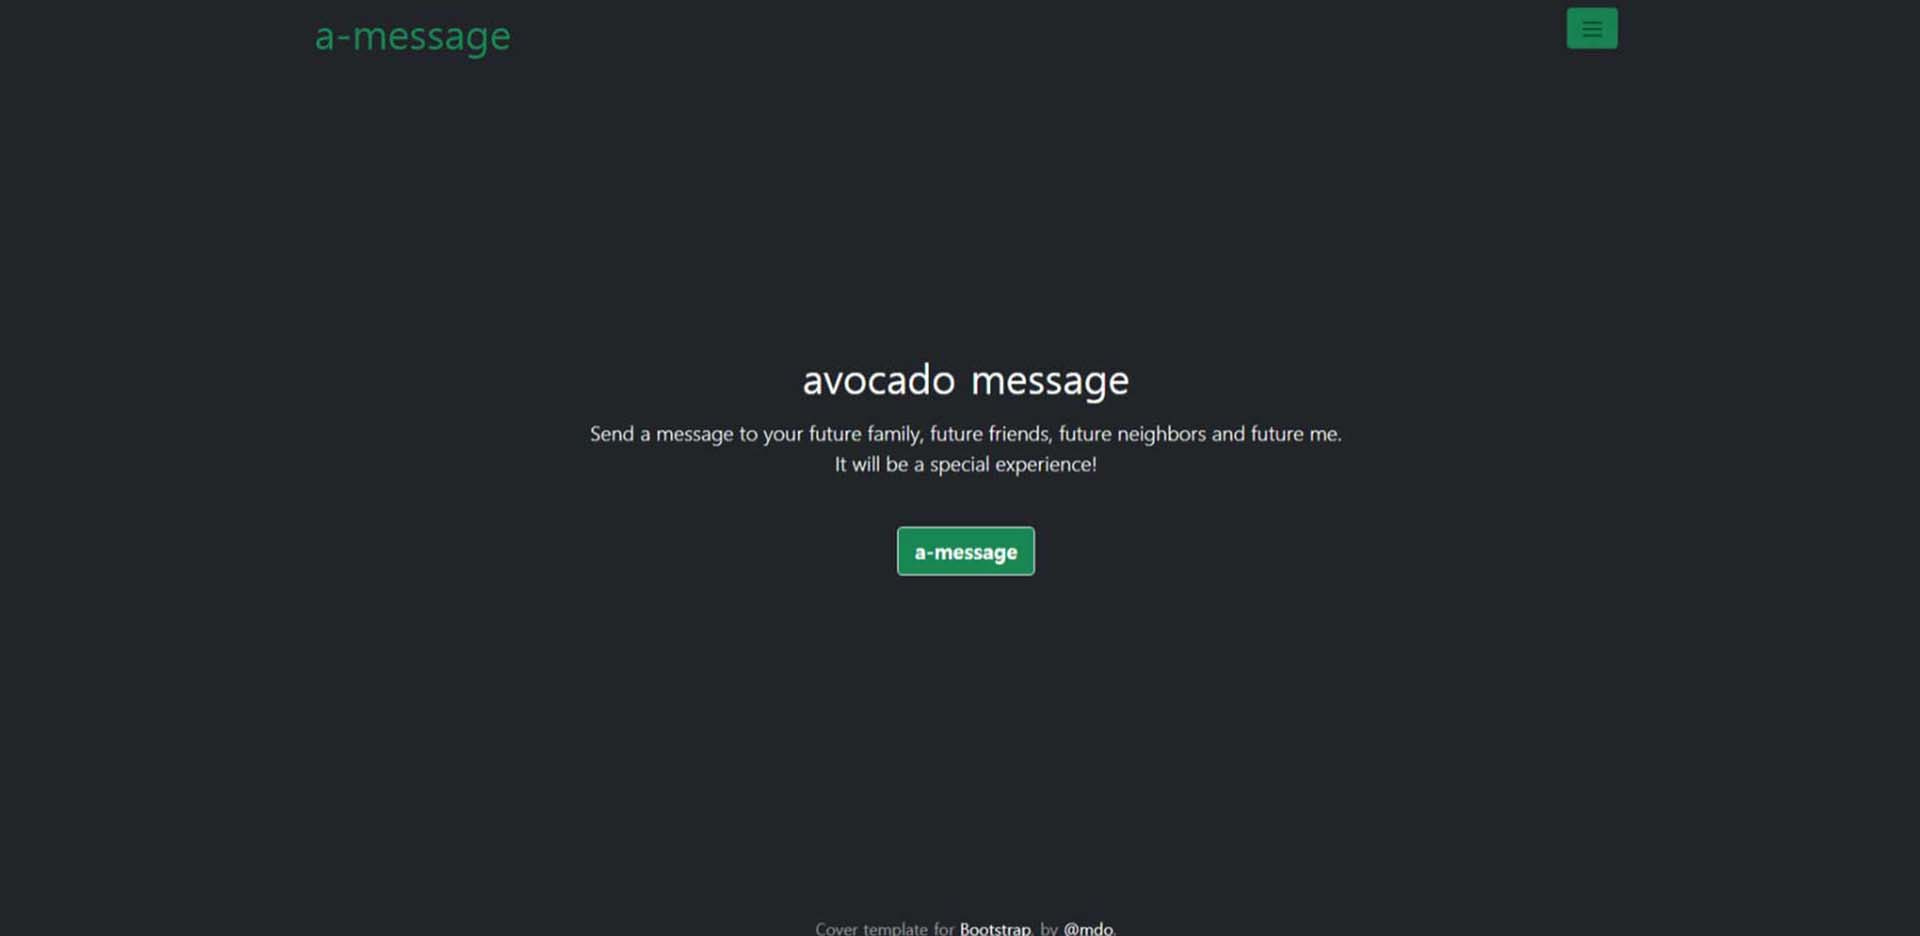 a-message
avocado message
Send a message to your future family, future friends, future neighbors and future me.
It will be a special experience!
a-message
Cover template for Bootstrap, by @mdo.